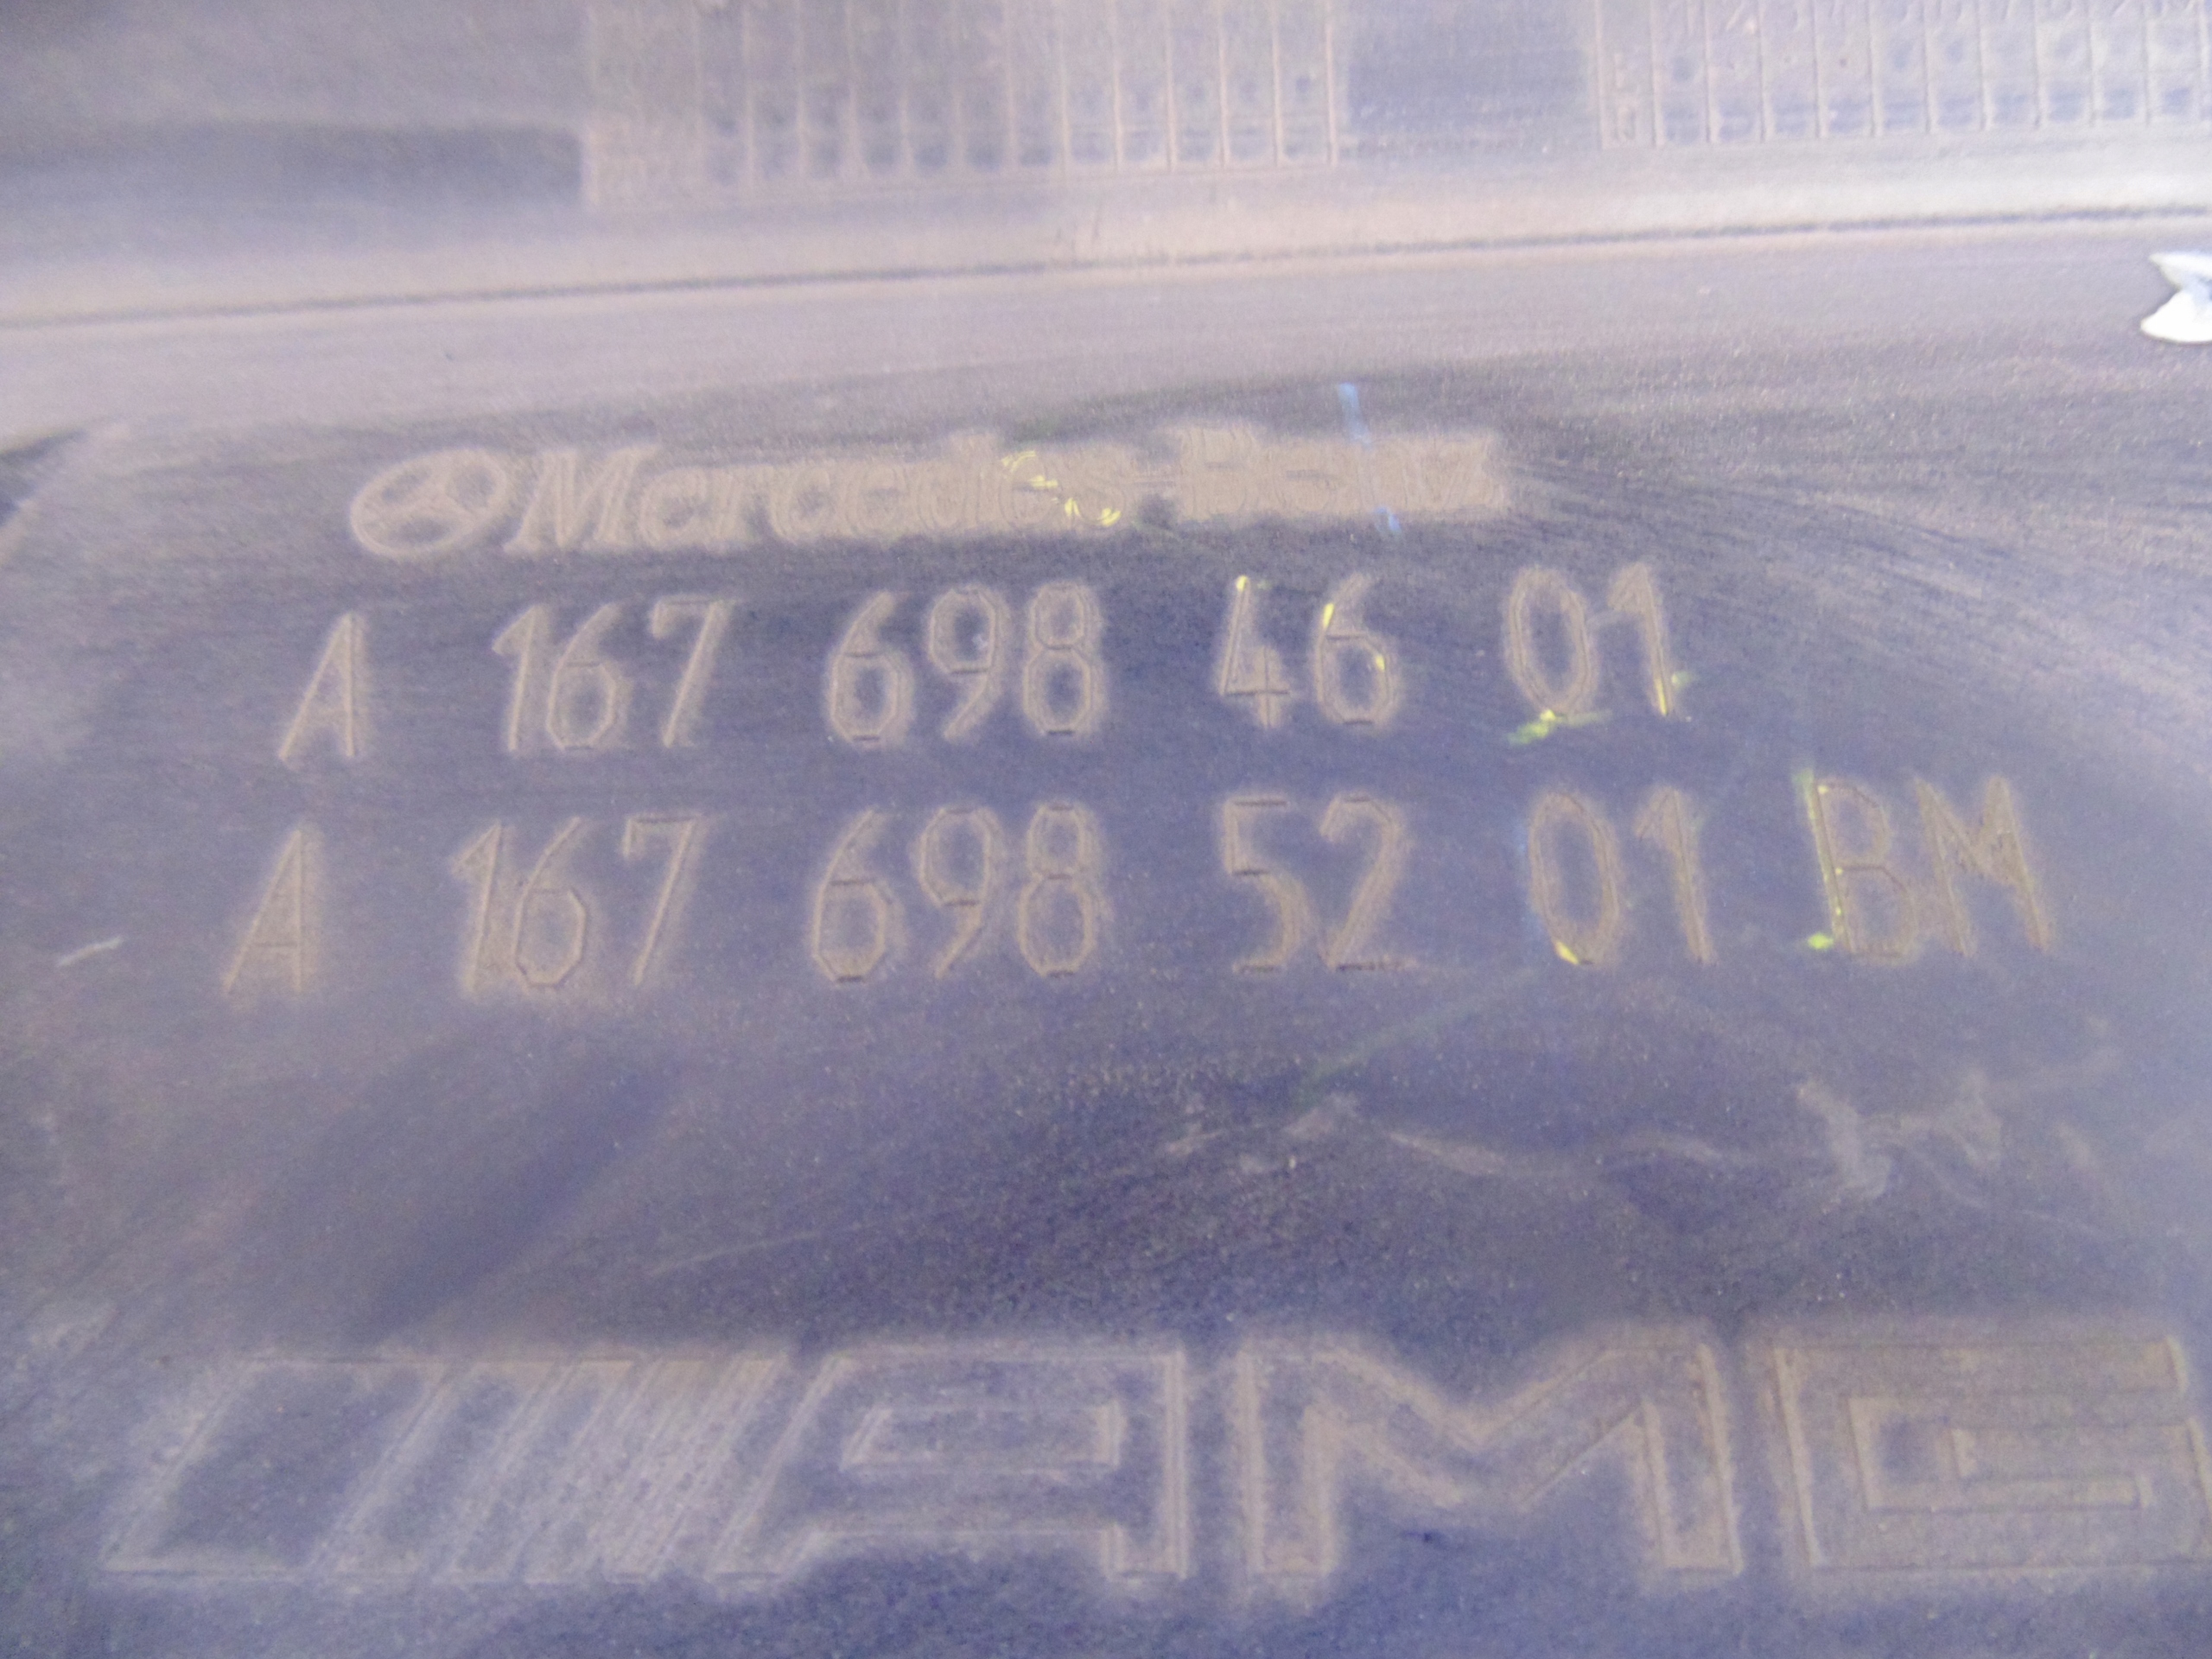 Mercedes-Benz
A 167 698 46 01
A 167 698 52 01 BM
AMG